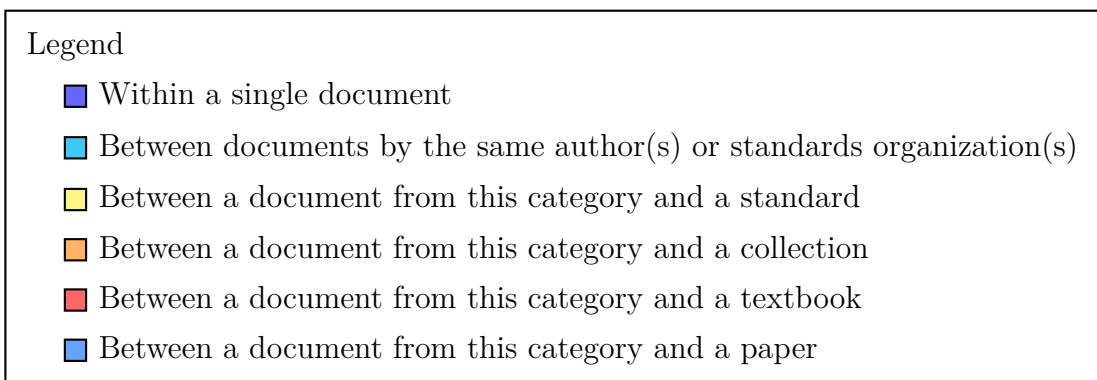 Legend
Within a single document
Between documents by the same author(s) or standards organization(s)
Between a document from this category and a standard
Between a document from this category and a collection
Between a document from this category and a textbook
Between a document from this category and a paper